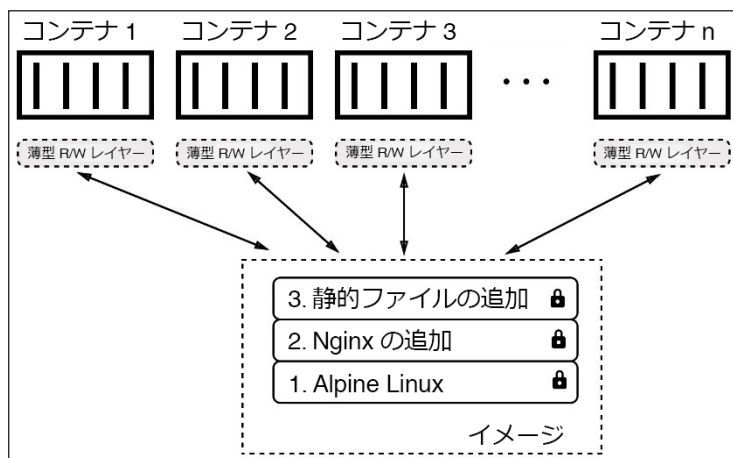 コンテナ 1 コンテナ 2 コンテナ 3 コンテナ n
・・・
薄型 R/W レイヤー 薄型 R/W レイヤー 薄型 R/W レイヤー 薄型 R/W レイヤー
3. 静的ファイルの追加
2. Nginx の追加
1. Alpine Linux
イメージ